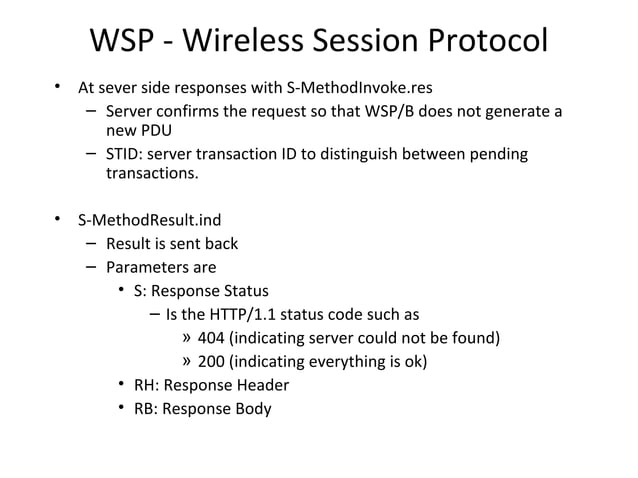 WSP - Wireless Session Protocol
• At sever side responses with S-MethodInvoke.res
– Server confirms the request so that WSP/B does not generate a
new PDU
– STID: server transaction ID to distinguish between pending
transactions.
• S-MethodResult.ind
– Result is sent back
– Parameters are
• S: Response Status
– Is the HTTP/1.1 status code such as
» 404 (indicating server could not be found)
» 200 (indicating everything is ok)
• RH: Response Header
• RB: Response Body